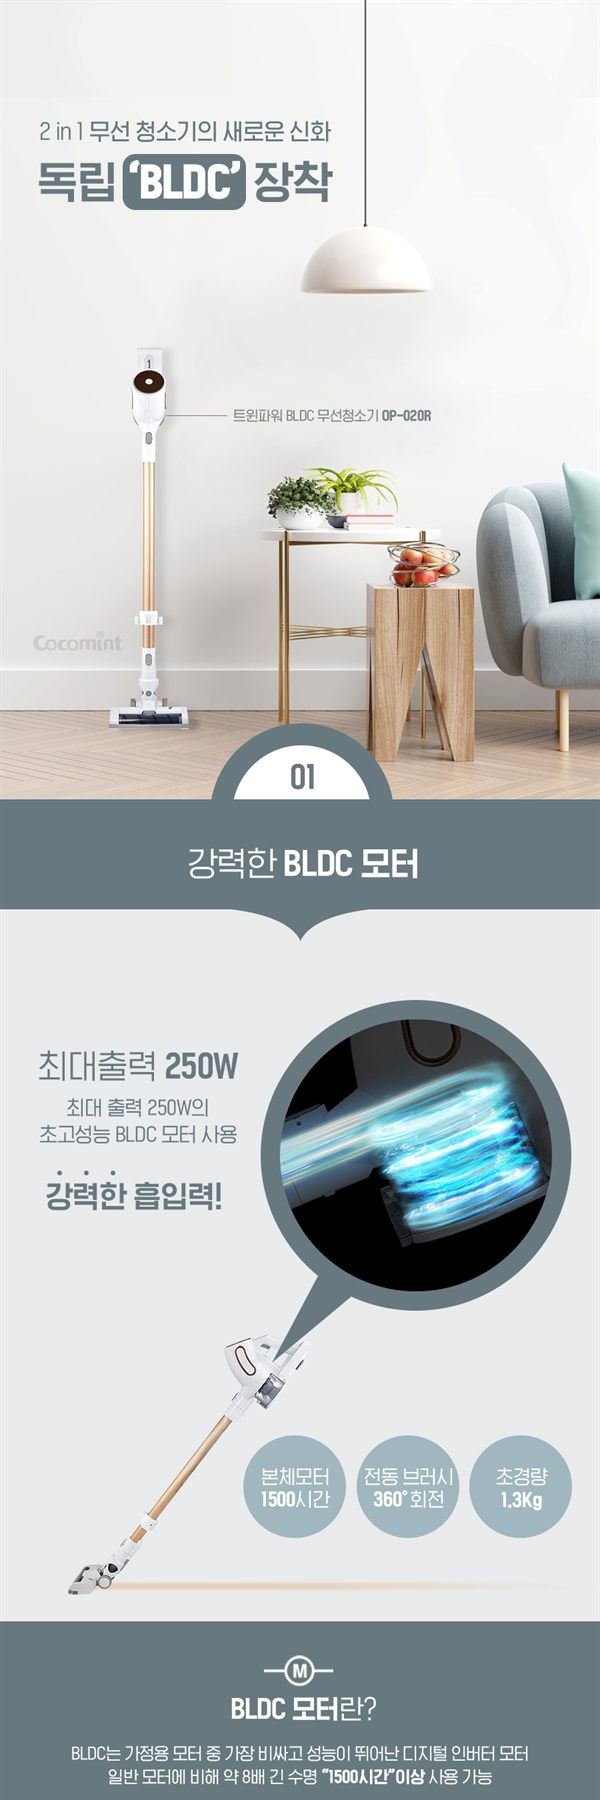 2 in 1 무선 청소기의 새로운 신화
독립 ‘BLDC’ 장착
트윈파워 BLDC 무선청소기 OP-020R
Cocomint
01
강력한 BLDC 모터
최대출력 250W
최대 출력 250W의
초고성능 BLDC 모터 사용
강력한 흡입력!
본체모터
1500시간
전동 브러시
360° 회전
초경량
1.3Kg
M
BLDC 모터란?
BLDC는 가정용 모터 중 가장 비싸고 성능이 뛰어난 디지털 인버터 모터
일반 모터에 비해 약 8배 긴 수명 “1500시간”이상 사용 가능